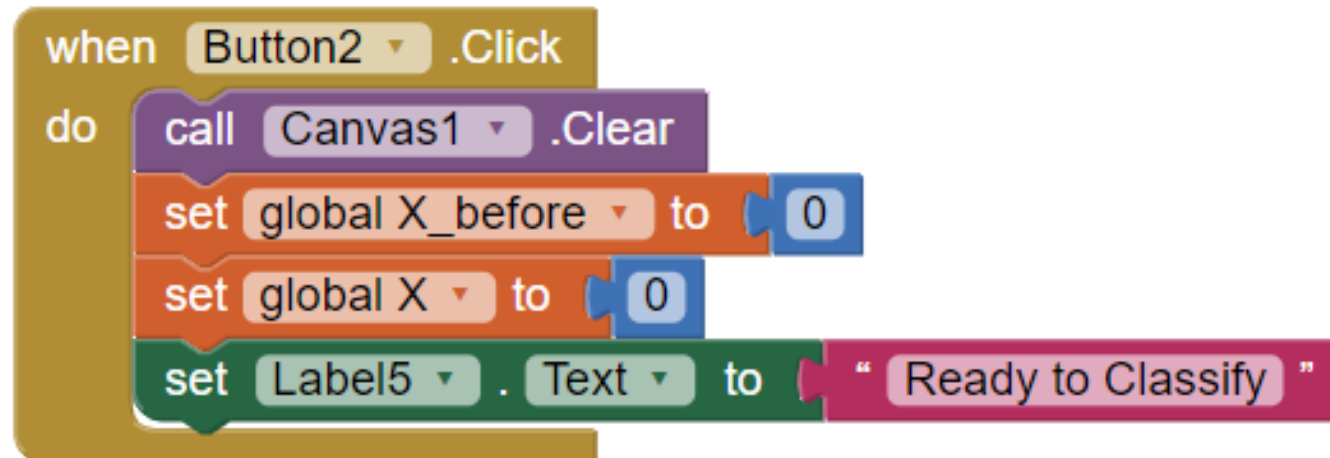 when Button2 .Click
do call Canvas1 .Clear
set global X_before to 0
set global X to 0
set Label5 . Text to “ Ready to Classify ”